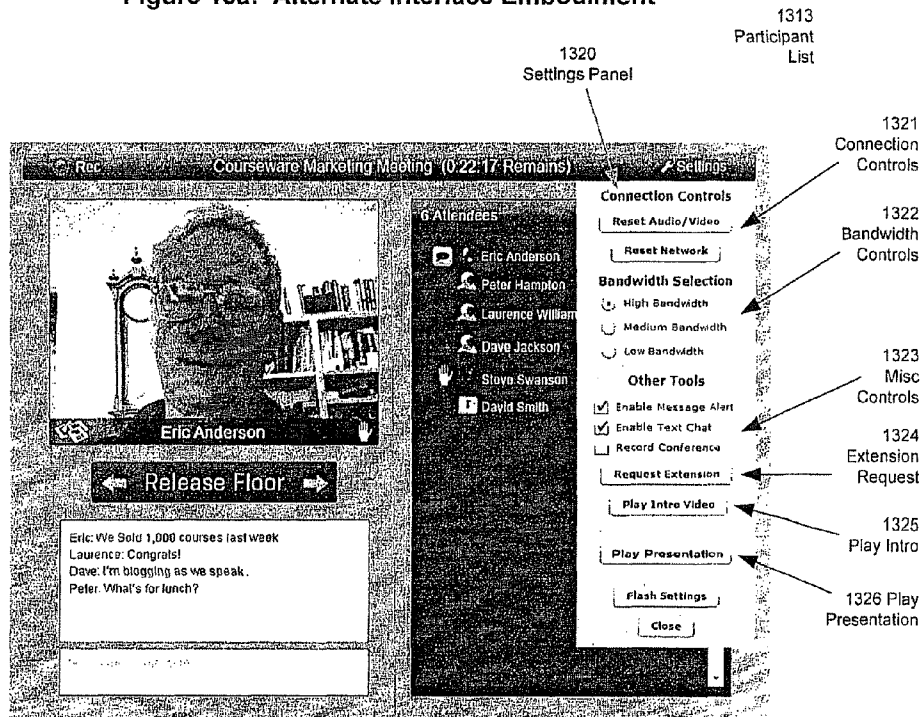 Alternate Interface Embodiment
1313
Participant
List
1320
Settings Panel
1321
Connection
Controls
1322
Bandwidth
Controls
1323
Misc
Controls
1324
Extension
Request
1325
Play Intro
1326 Play
Presentation
Rec
Courseware Marketing Meeting (0:22:17 Remains)
Settings
Eric Anderson
Release Floor
Eric: We Sold 1,000 courses last week
Laurence: Congrats!
Dave: I'm blogging as we speak.
Peter: What's for lunch?
6 Attendees
Eric Anderson
Peter Hampton
Laurence William
Dave Jackson
Steve Swanson
David Smith
Connection Controls
Reset Audio/Video
Reset Network
Bandwidth Selection
High Bandwidth
Medium Bandwidth
Low Bandwidth
Other Tools
Enable Message Alert
Enable Text Chat
Record Conference
Request Extension
Play Intro Video
Play Presentation
Flash Settings
Close